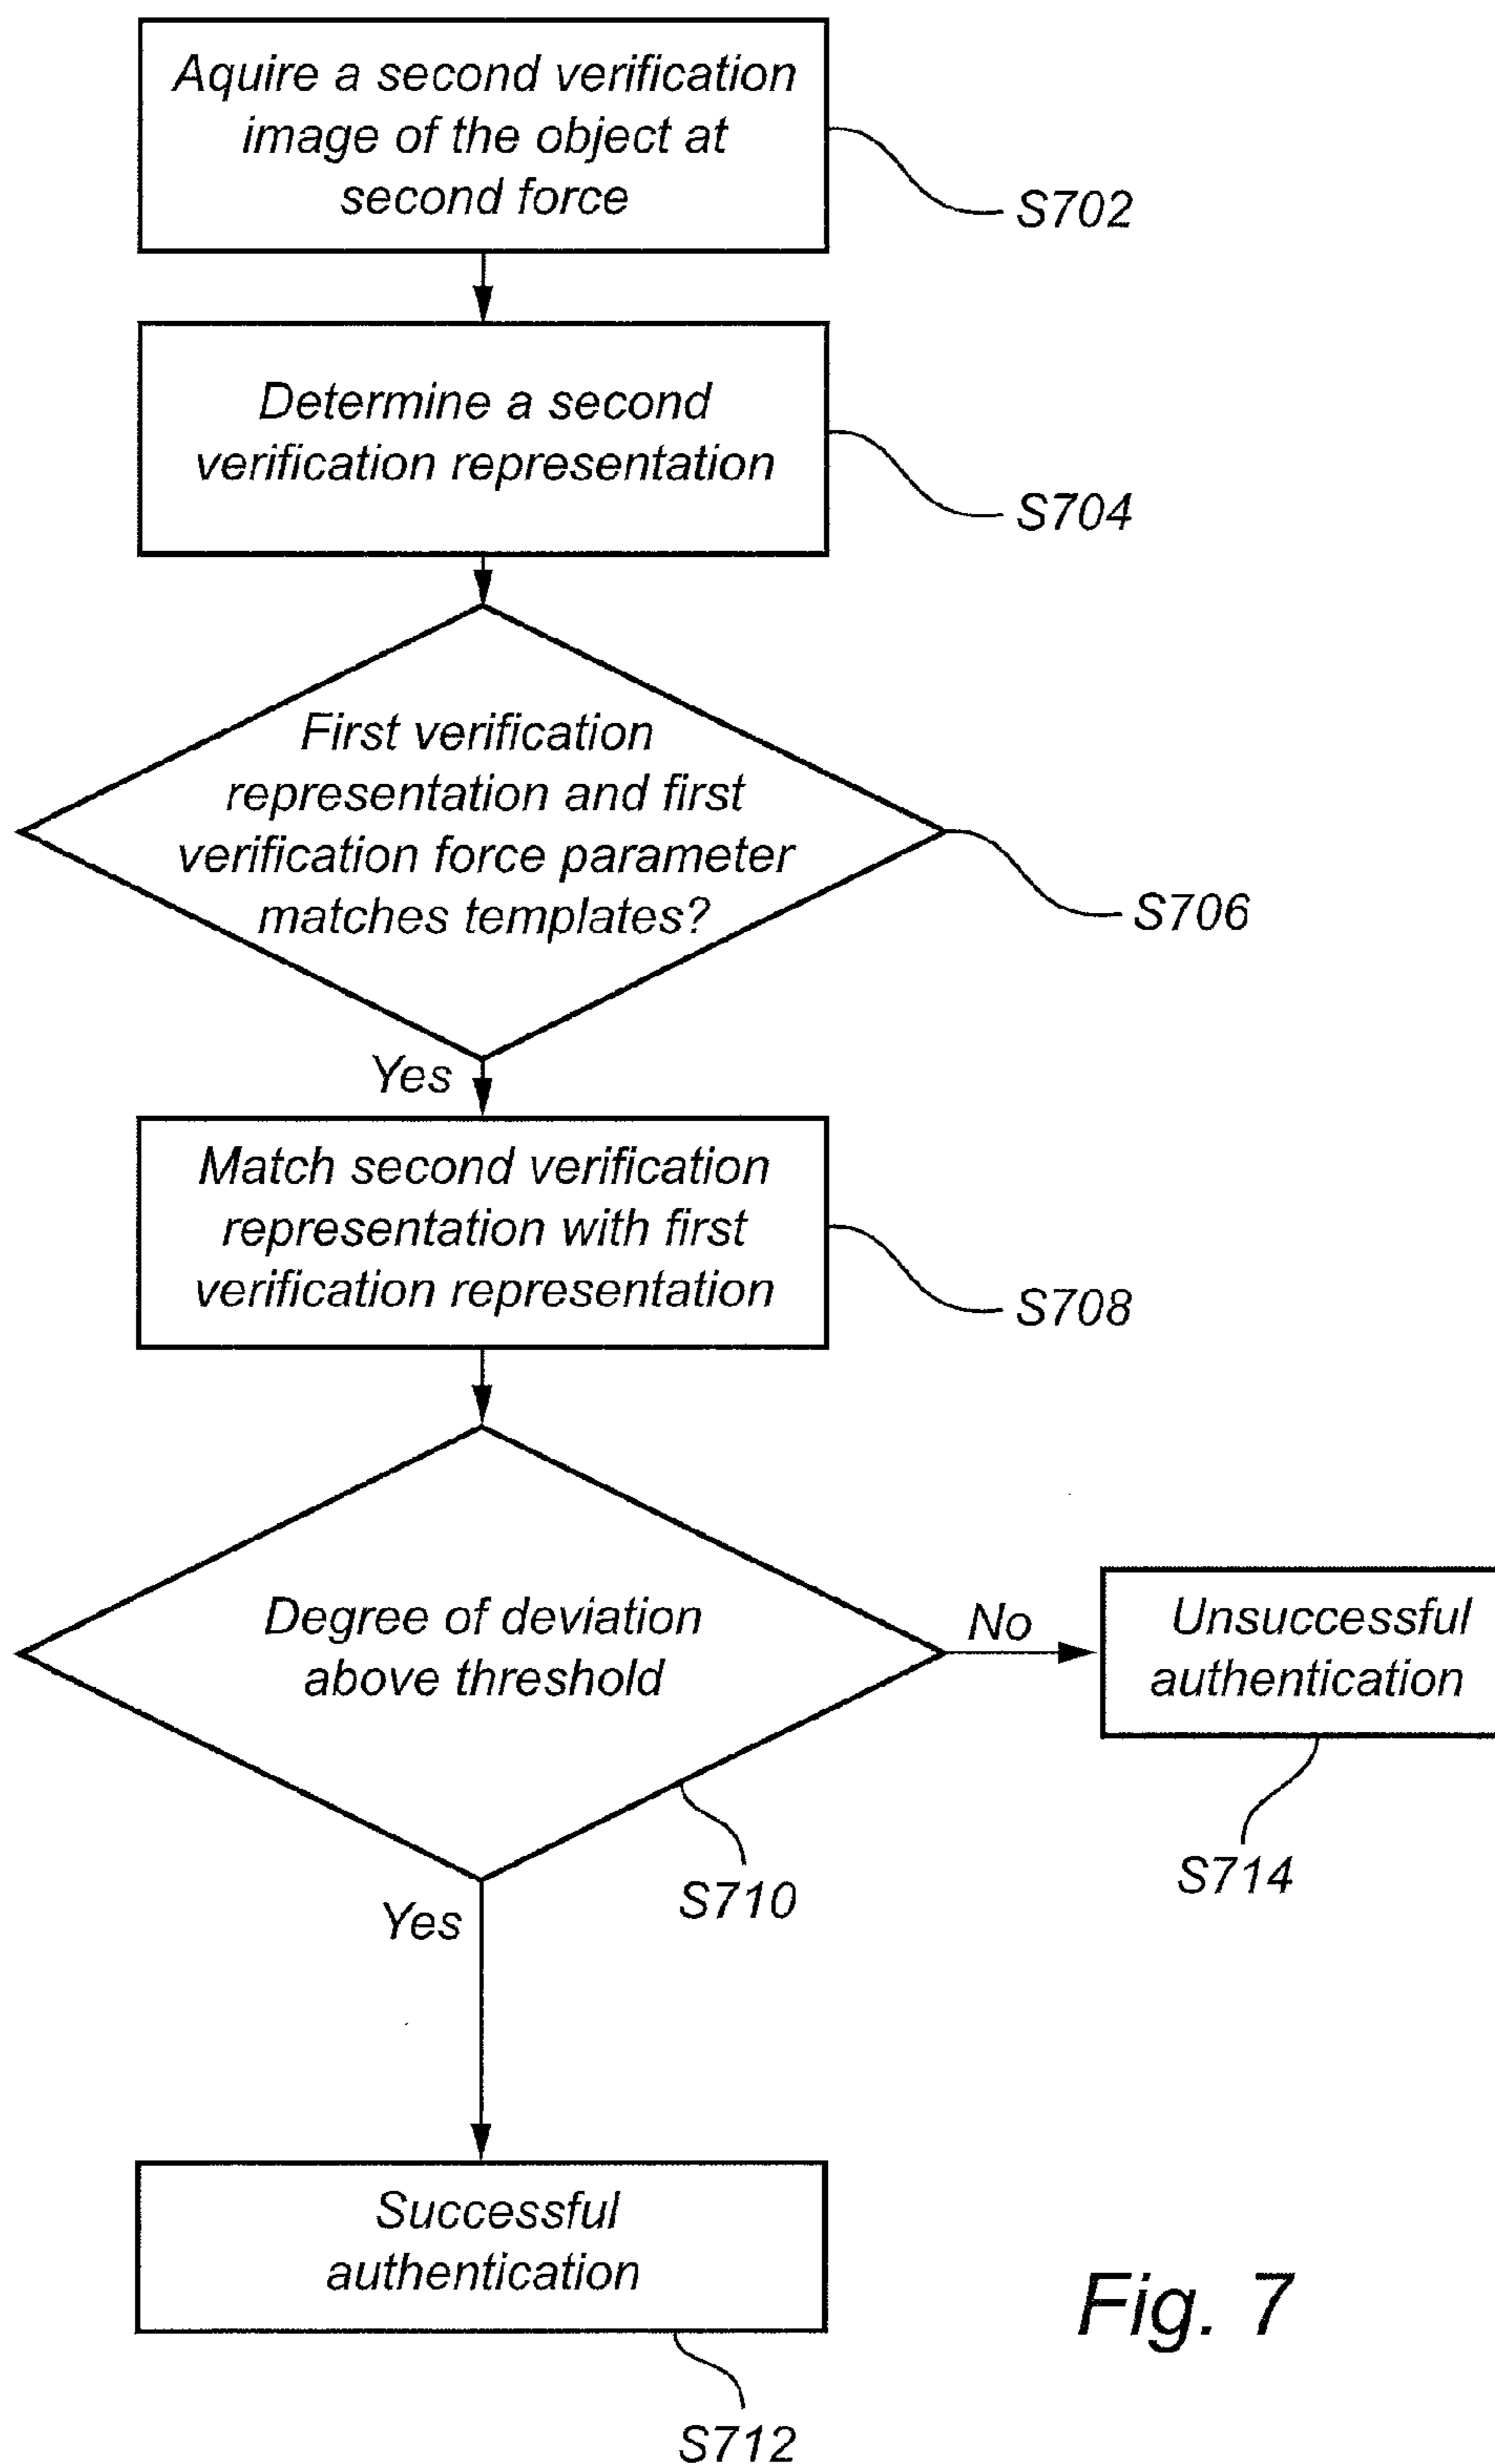 Aquire a second verification
image of the object at
second force
S702
Determine a second
verification representation
S704
First verification
representation and first
verification force parameter
matches templates?
S706
Yes
Match second verification
representation with first
verification representation
S708
Degree of deviation
above threshold
No
Unsuccessful
authentication
S710
S714
Yes
Successful
authentication
S712
Fig. 7